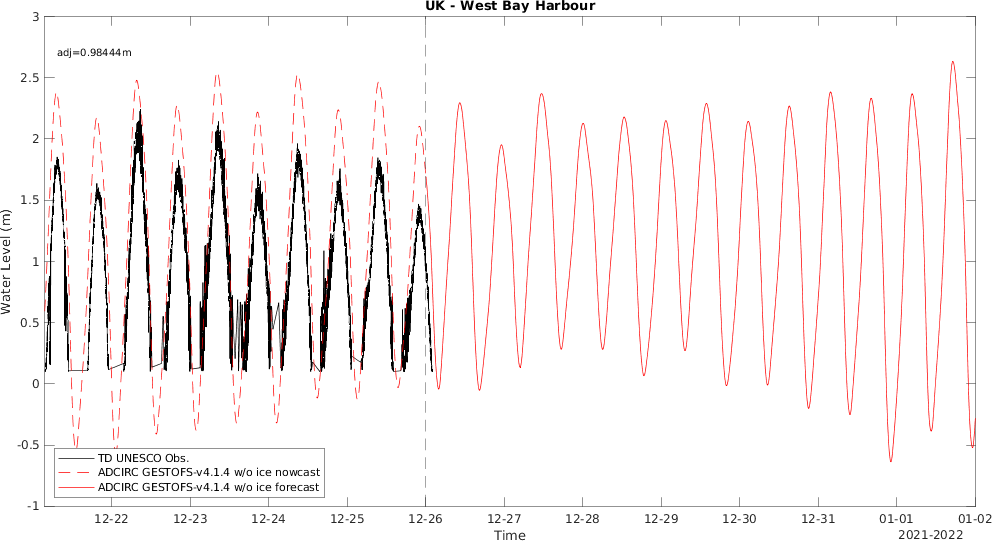 UK - West Bay Harbour
adj=0.98444m
3
2.5
2
1.5
1
0.5
0
-0.5
-1
Water Level (m)
TD UNESCO Obs.
ADCIRC GESTOFS-v4.1.4 w/o ice nowcast
ADCIRC GESTOFS-v4.1.4 w/o ice forecast
12-22 12-23 12-24 12-25 12-26 12-27 12-28 12-29 12-30 12-31 01-01 01-02
Time
2021-2022